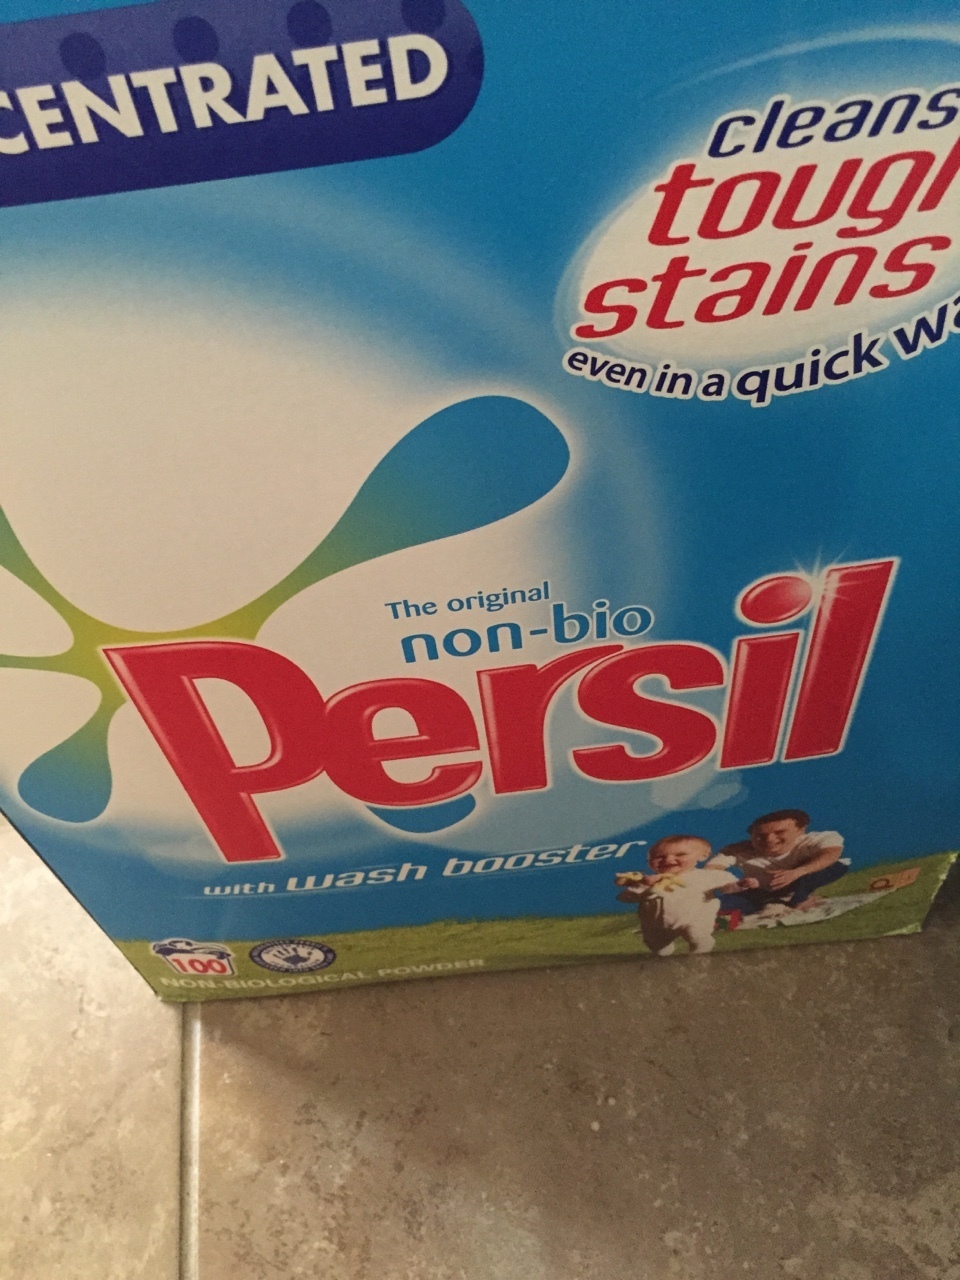 CENTRATED
cleans
tough
stains
even in a quick wa
The original
non-bio
Persil
with wash booster
100
NON-BIOLOGICAL POWDER